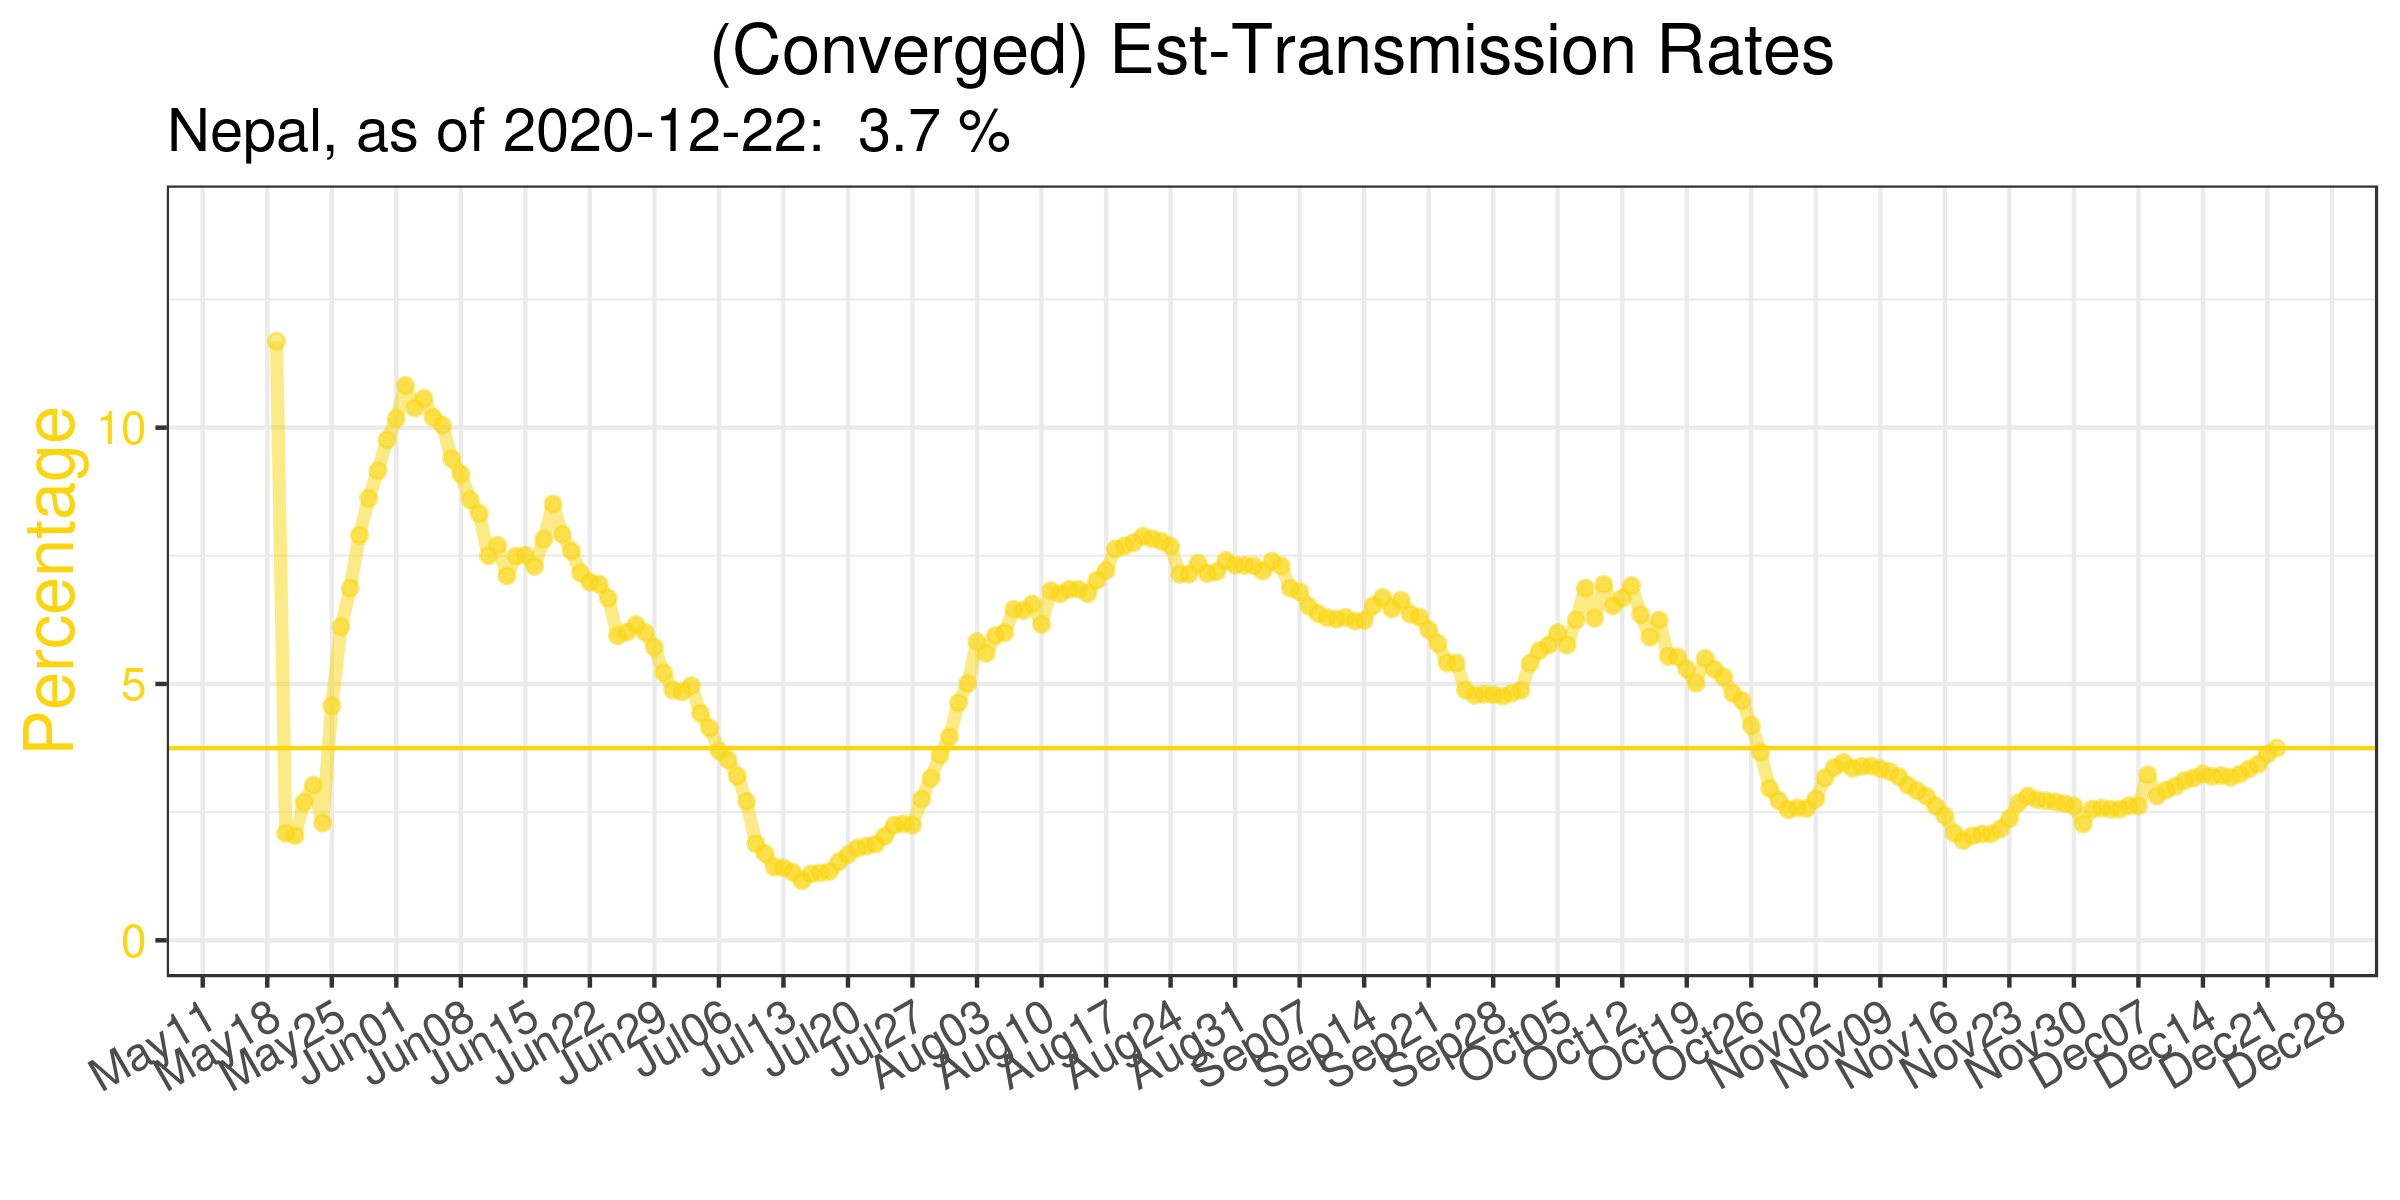 (Converged) Est-Transmission Rates
Nepal, as of 2020-12-22:  3.7 %
Percentage
10
5
0
May11
May18
May25
Jun01
Jun08
Jun15
Jun22
Jun29
Jul06
Jul13
Jul20
Jul27
Aug03
Aug10
Aug17
Aug24
Aug31
Sep07
Sep14
Sep21
Sep28
Oct05
Oct12
Oct19
Oct26
Nov02
Nov09
Nov16
Nov23
Nov30
Dec07
Dec14
Dec21
Dec28